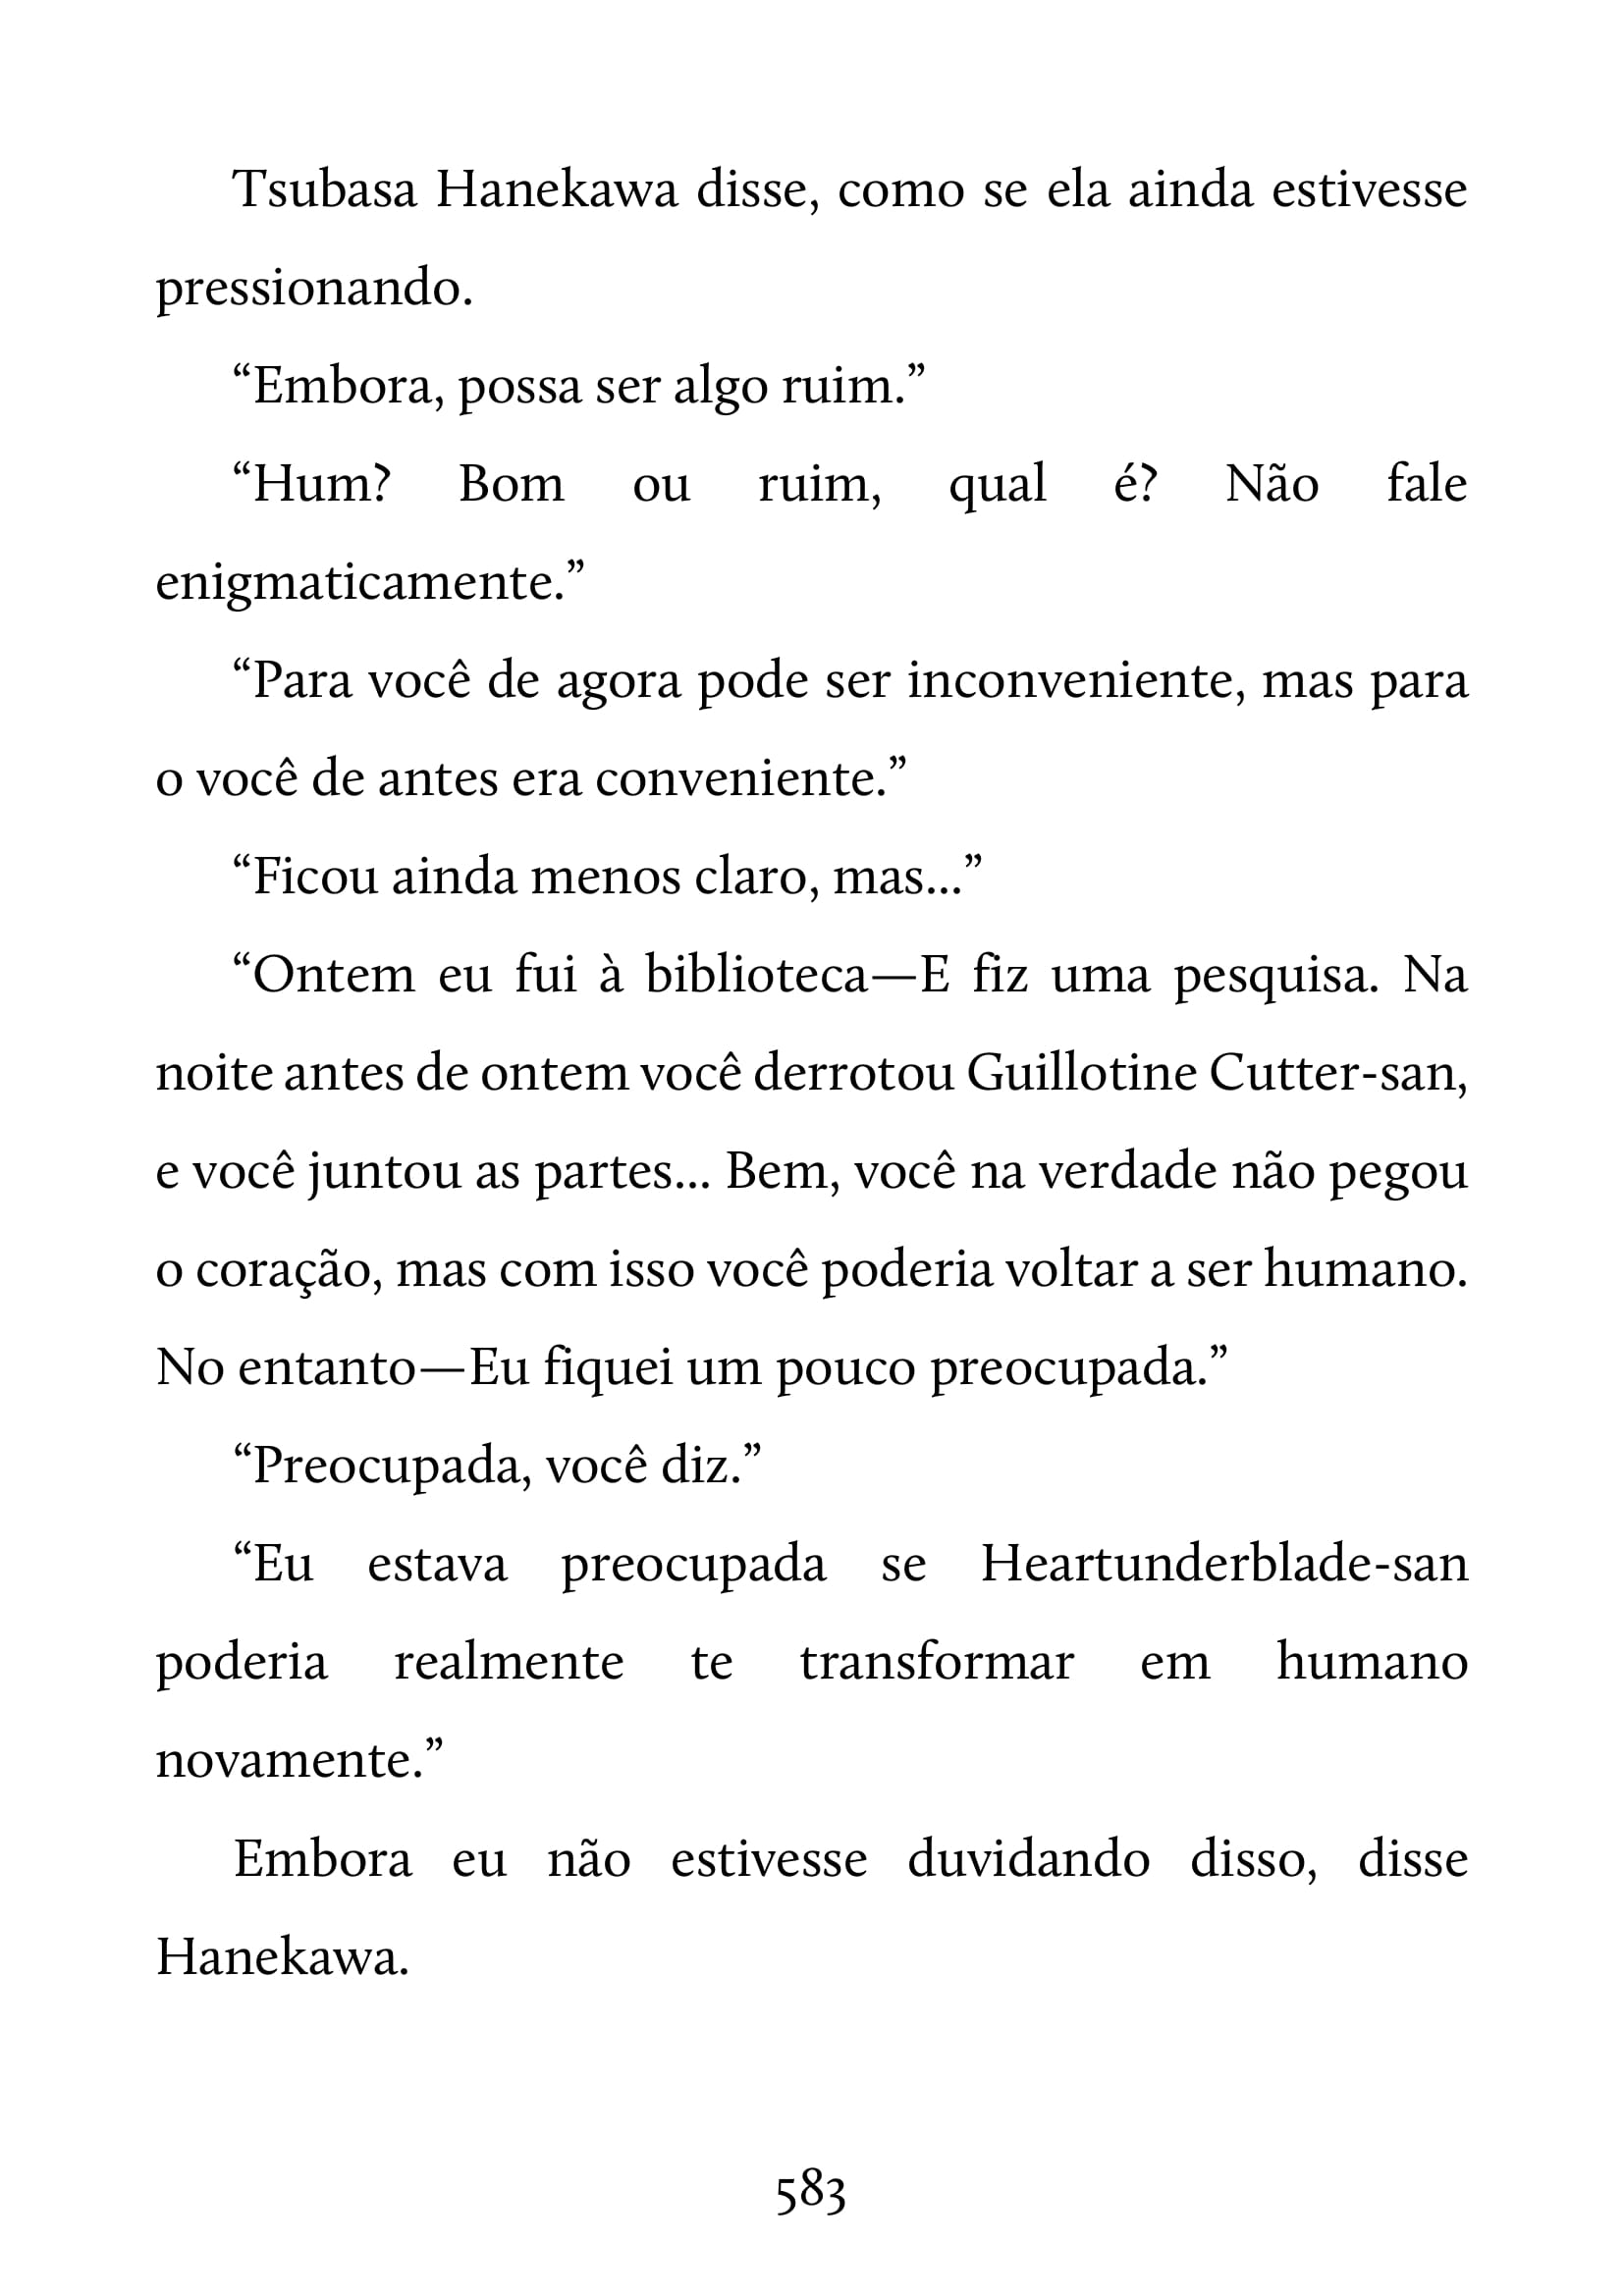 Tsubasa Hanekawa disse, como se ela ainda estivesse
pressionando.
“Embora, possa ser algo ruim.”
“Hum? Bom ou ruim, qual é? Não fale
enigmaticamente.”
“Para você de agora pode ser inconveniente, mas para
o você de antes era conveniente.”
“Ficou ainda menos claro, mas...”
“Ontem eu fui à biblioteca—E fiz uma pesquisa. Na
noite antes de ontem você derrotou Guillotine Cutter-san,
e você juntou as partes... Bem, você na verdade não pegou
o coração, mas com isso você poderia voltar a ser humano.
No entanto—Eu fiquei um pouco preocupada.”
“Preocupada, você diz.”
“Eu estava preocupada se Heartunderblade-san
poderia realmente te transformar em humano
novamente.”
Embora eu não estivesse duvidando disso, disse
Hanekawa.
583